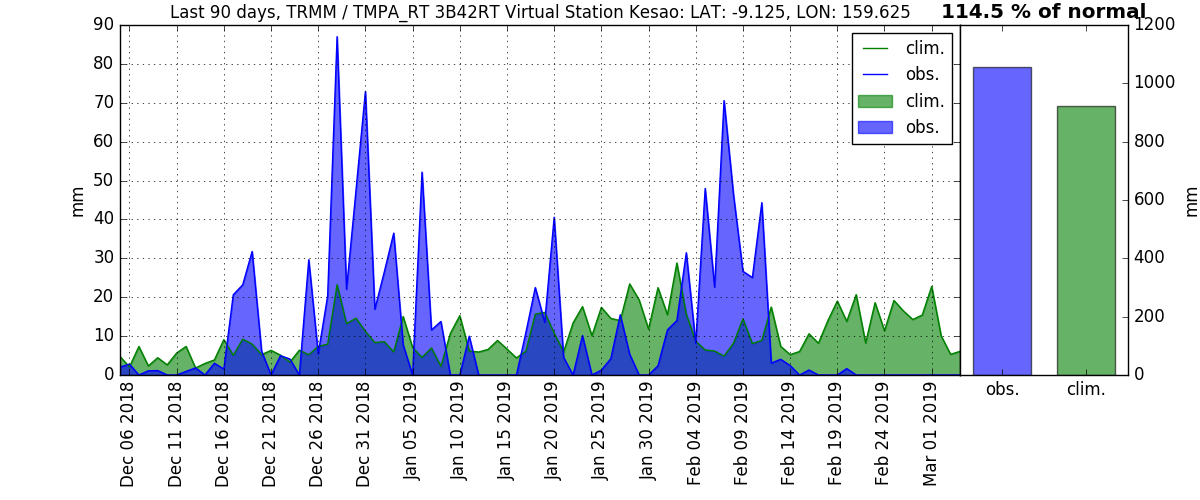 Last 90 days, TRMM / TMPA_RT 3B42RT Virtual Station Kesao: LAT: -9.125, LON: 159.625
114.5 % of normal
90
80
70
60
50
40
30
20
10
0
mm
clim.
obs.
clim.
obs.
1200
1000
800
600
400
200
0
mm
Dec 06 2018
Dec 11 2018
Dec 16 2018
Dec 21 2018
Dec 26 2018
Dec 31 2018
Jan 05 2019
Jan 10 2019
Jan 15 2019
Jan 20 2019
Jan 25 2019
Jan 30 2019
Feb 04 2019
Feb 09 2019
Feb 14 2019
Feb 19 2019
Feb 24 2019
Mar 01 2019
obs.
clim.